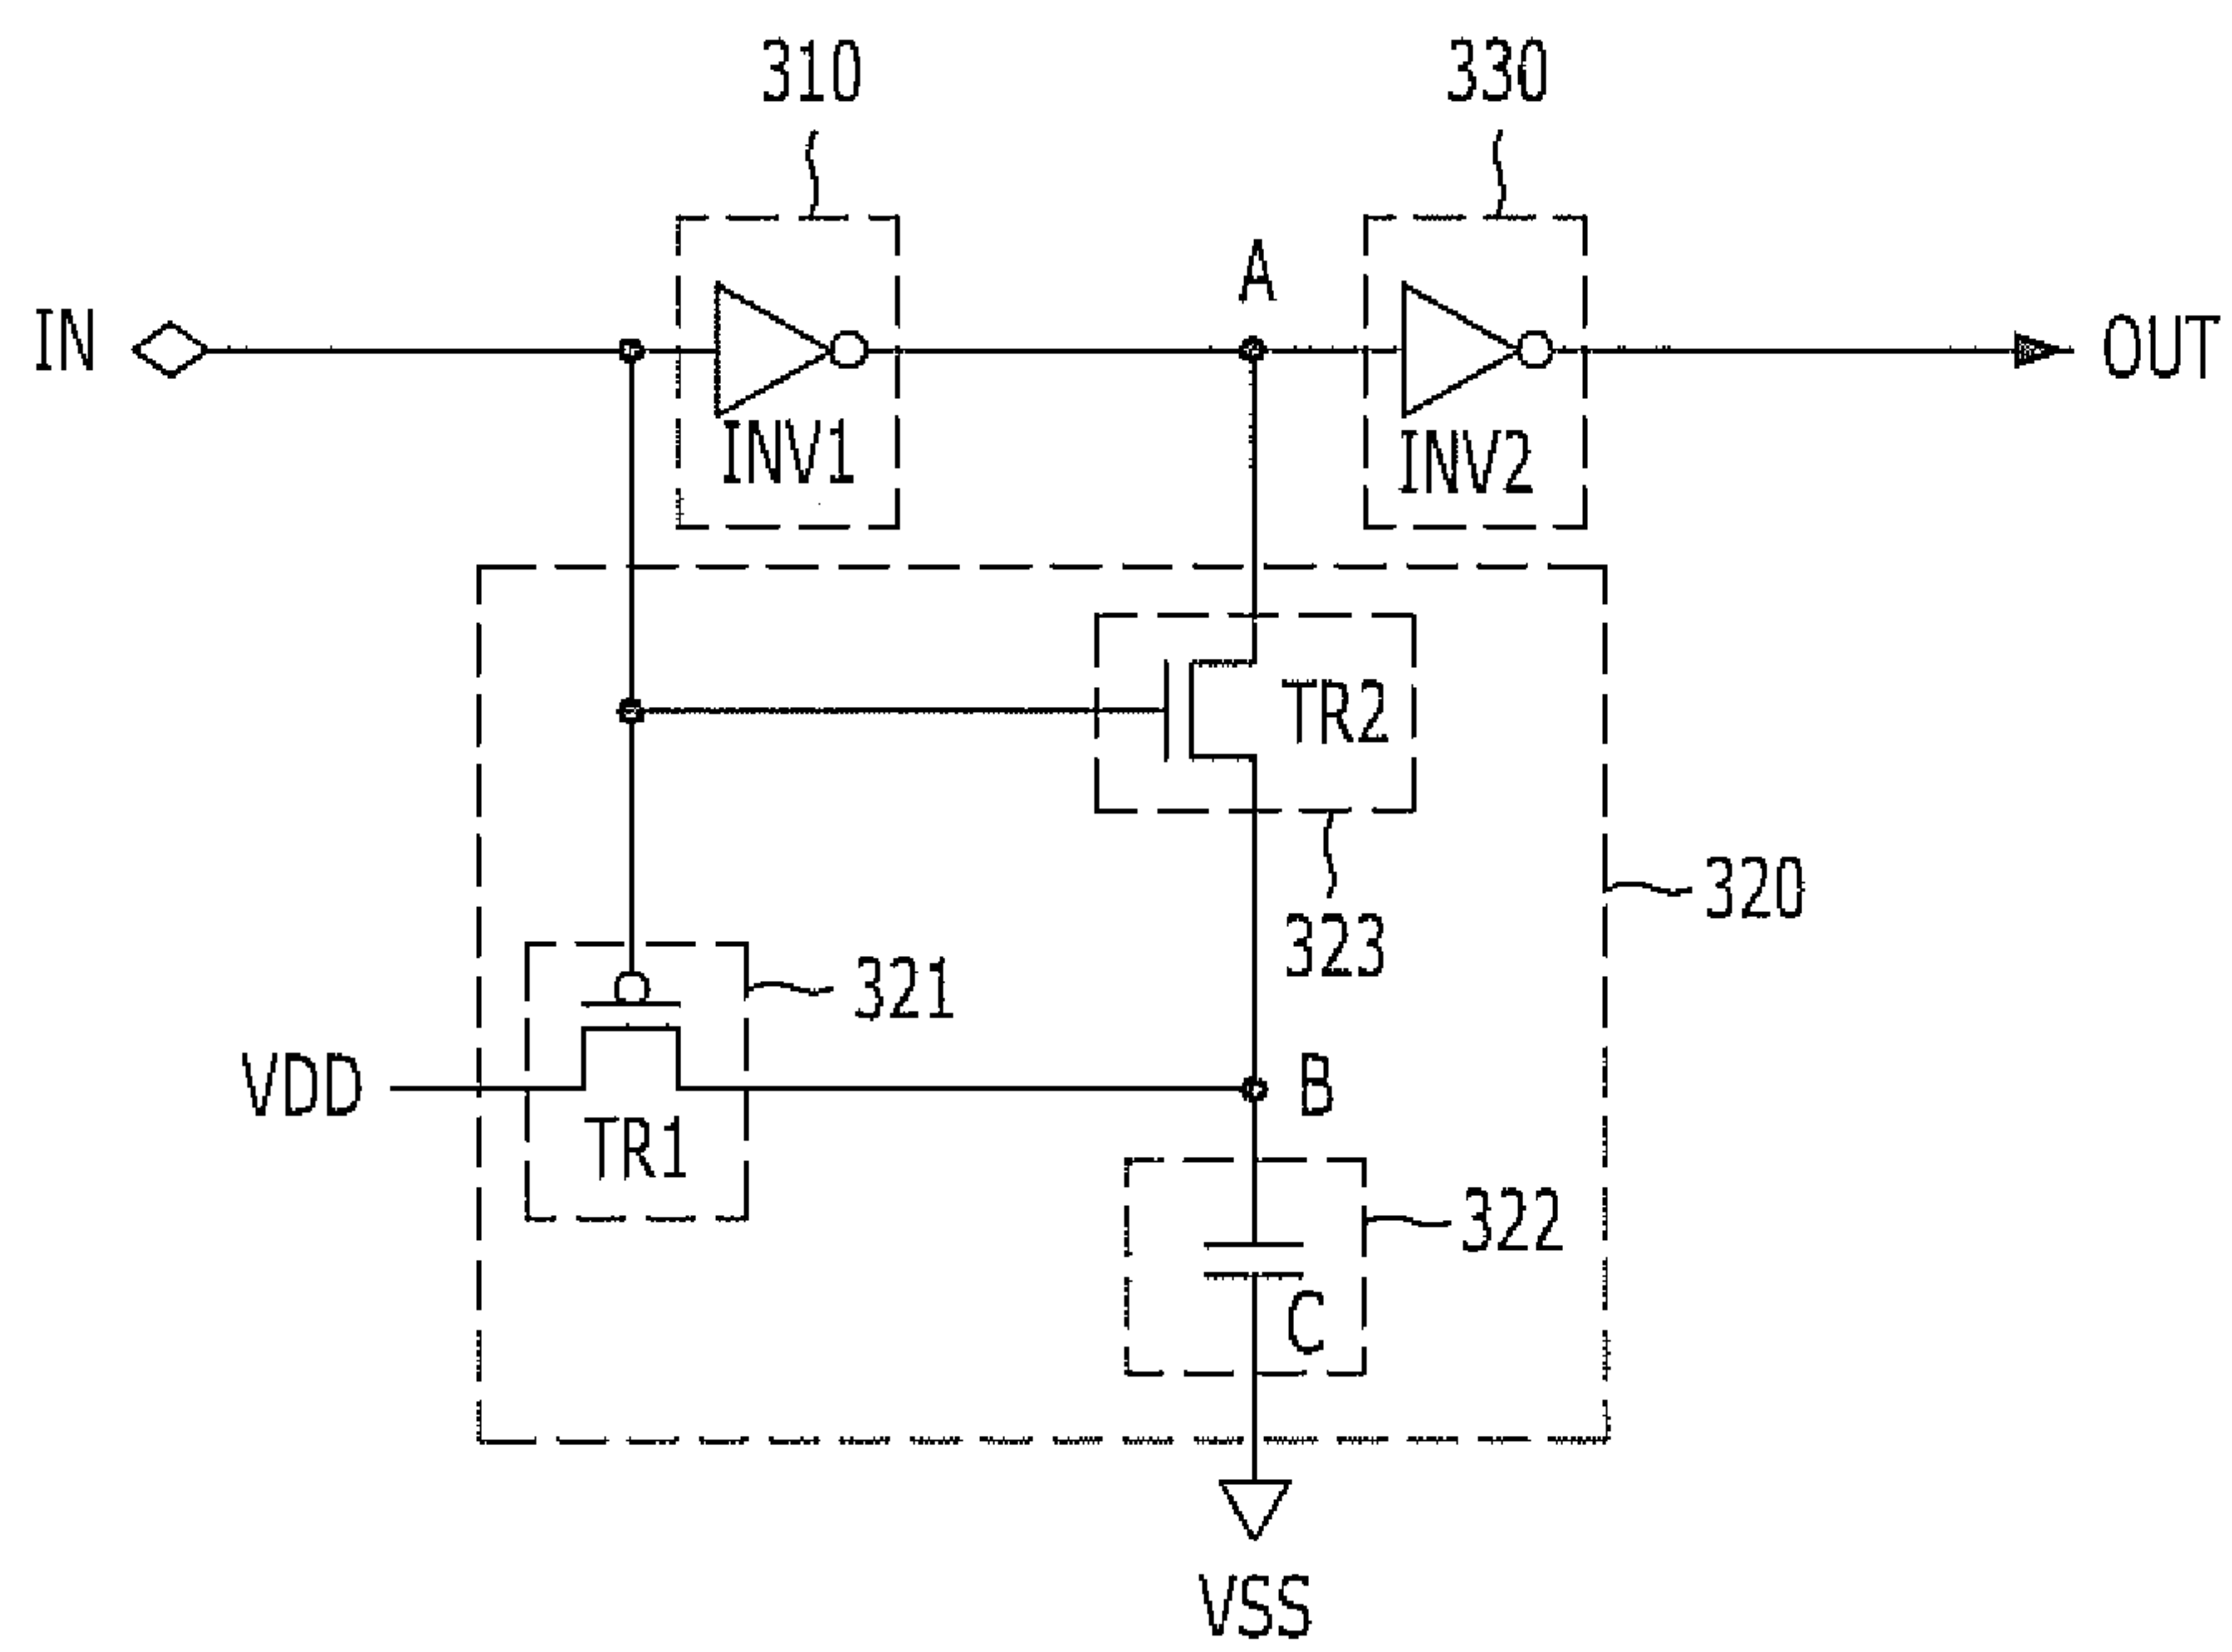 310
330
A
IN
OUT
INV1
INV2
TR2
320
323
321
VDD
B
TR1
322
C
VSS